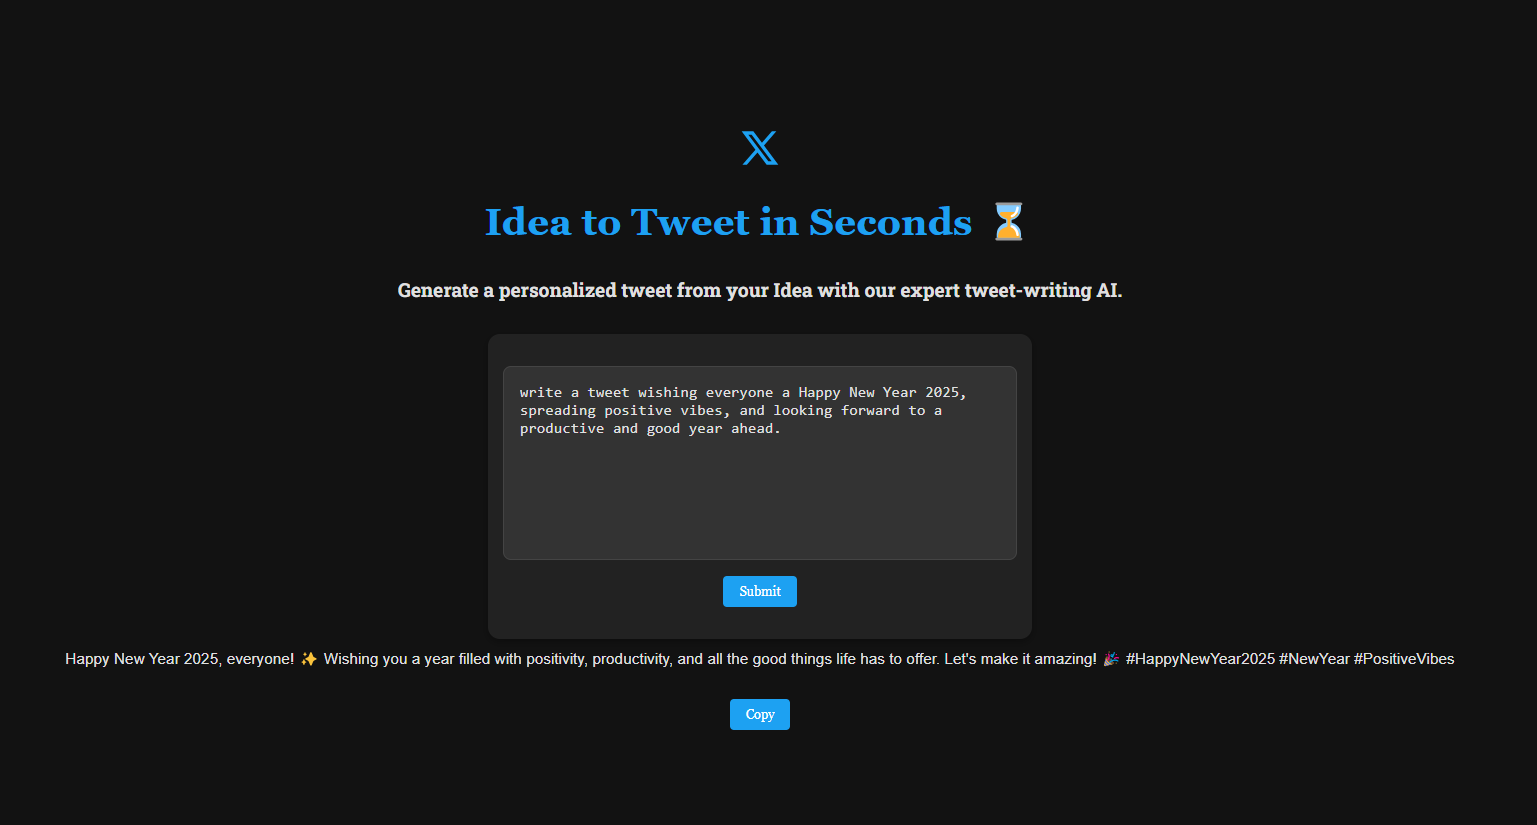 𝕏
Idea to Tweet in Seconds ⏳
Generate a personalized tweet from your Idea with our expert tweet-writing AI.
write a tweet wishing everyone a Happy New Year 2025,
spreading positive vibes, and looking forward to a
productive and good year ahead.
Submit
Happy New Year 2025, everyone! ✨ Wishing you a year filled with positivity, productivity, and all the good things life has to offer. Let's make it amazing! 🎉 #HappyNewYear2025 #NewYear #PositiveVibes
Copy